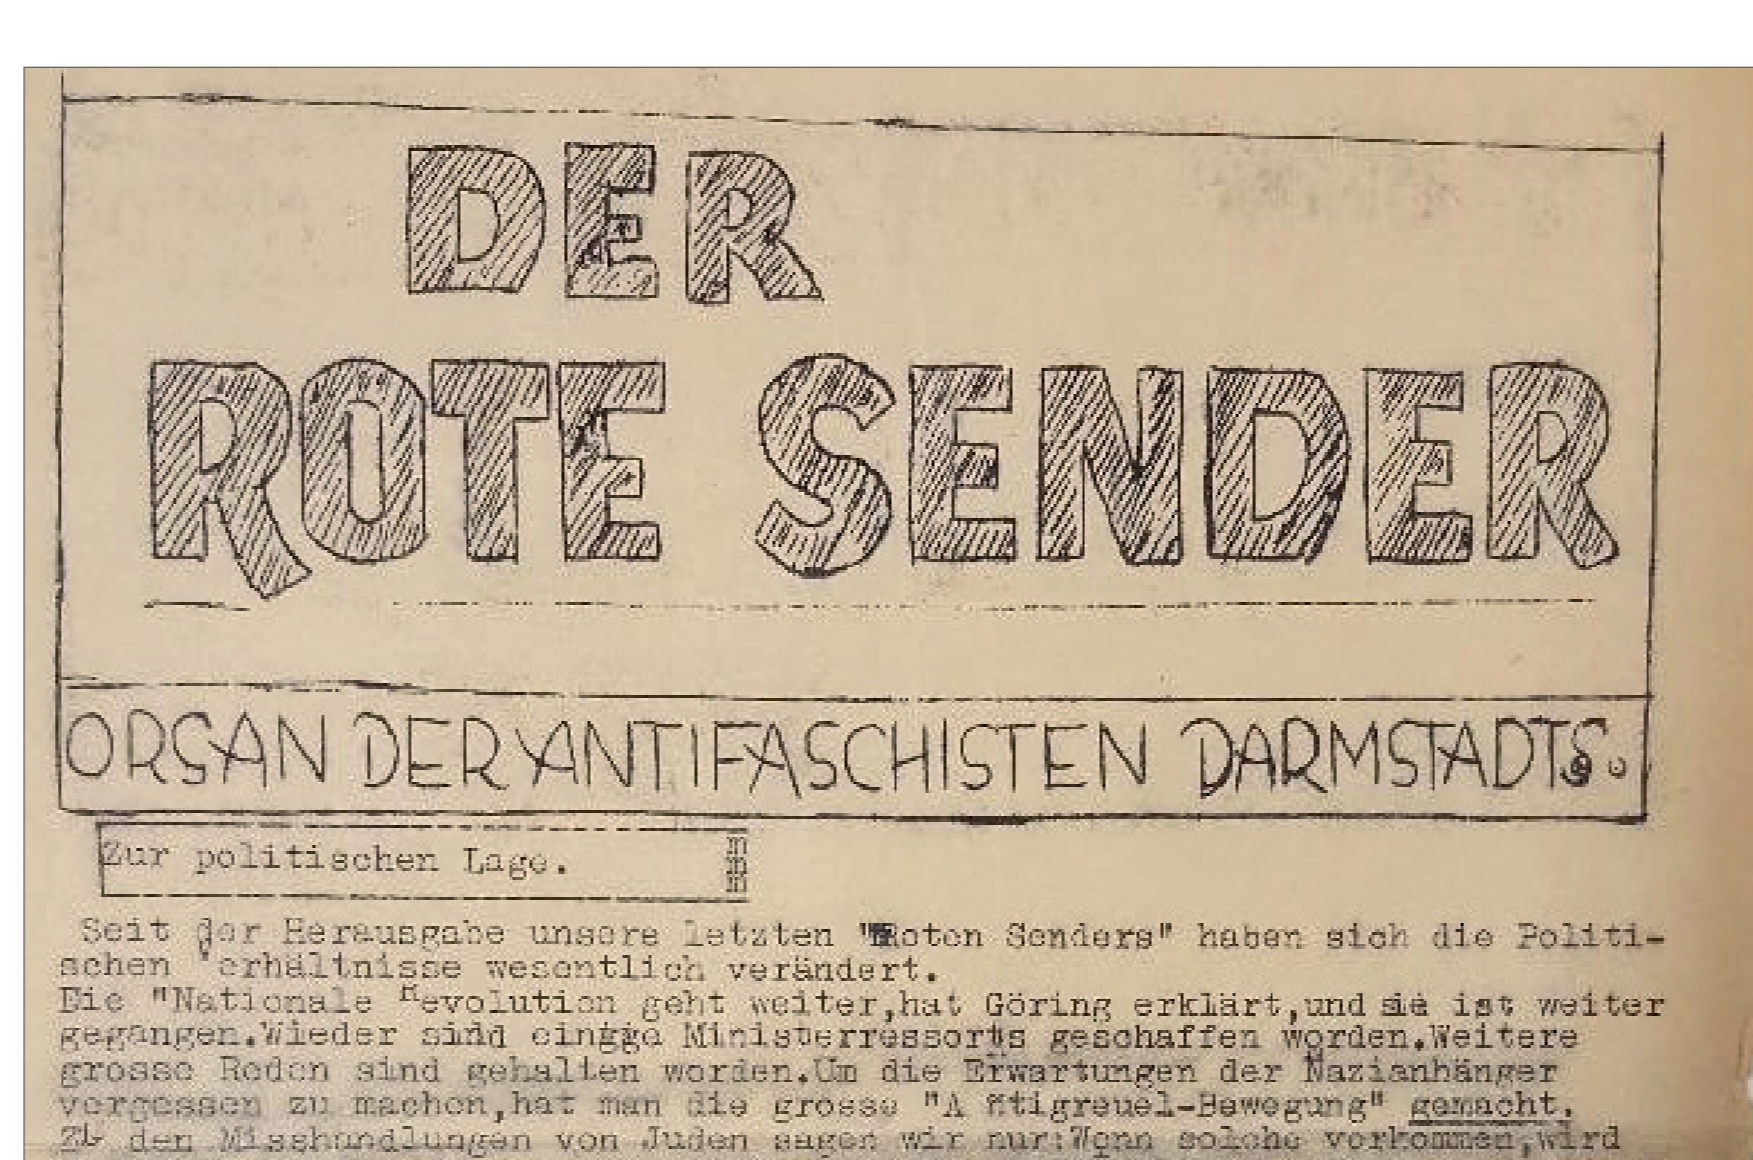 DER
ROTE SENDER
ORGAN DER ANTIFASCHISTEN DARMSTADTS.
Zur politischen Lage.
Seit der Herausgabe unsere letzten "Roten Senders" haben sich die Politi-
schen Verhältnisse wesentlich verändert.
Die "Nationale Revolution geht weiter,hat Göring erklärt,und sie ist weiter
gegangen.Wieder sind einige Ministerressorts geschaffen worden.Weitere
grosse Reden sind gehalten worden.Um die Erwartungen der Nazianhänger
vergessen zu machen,hat man die grosse "A ntigreuel-Bewegung" gemacht.
Zu den Misshandlungen von Juden sagen wir nur:Wenn solche vorkommen,wird